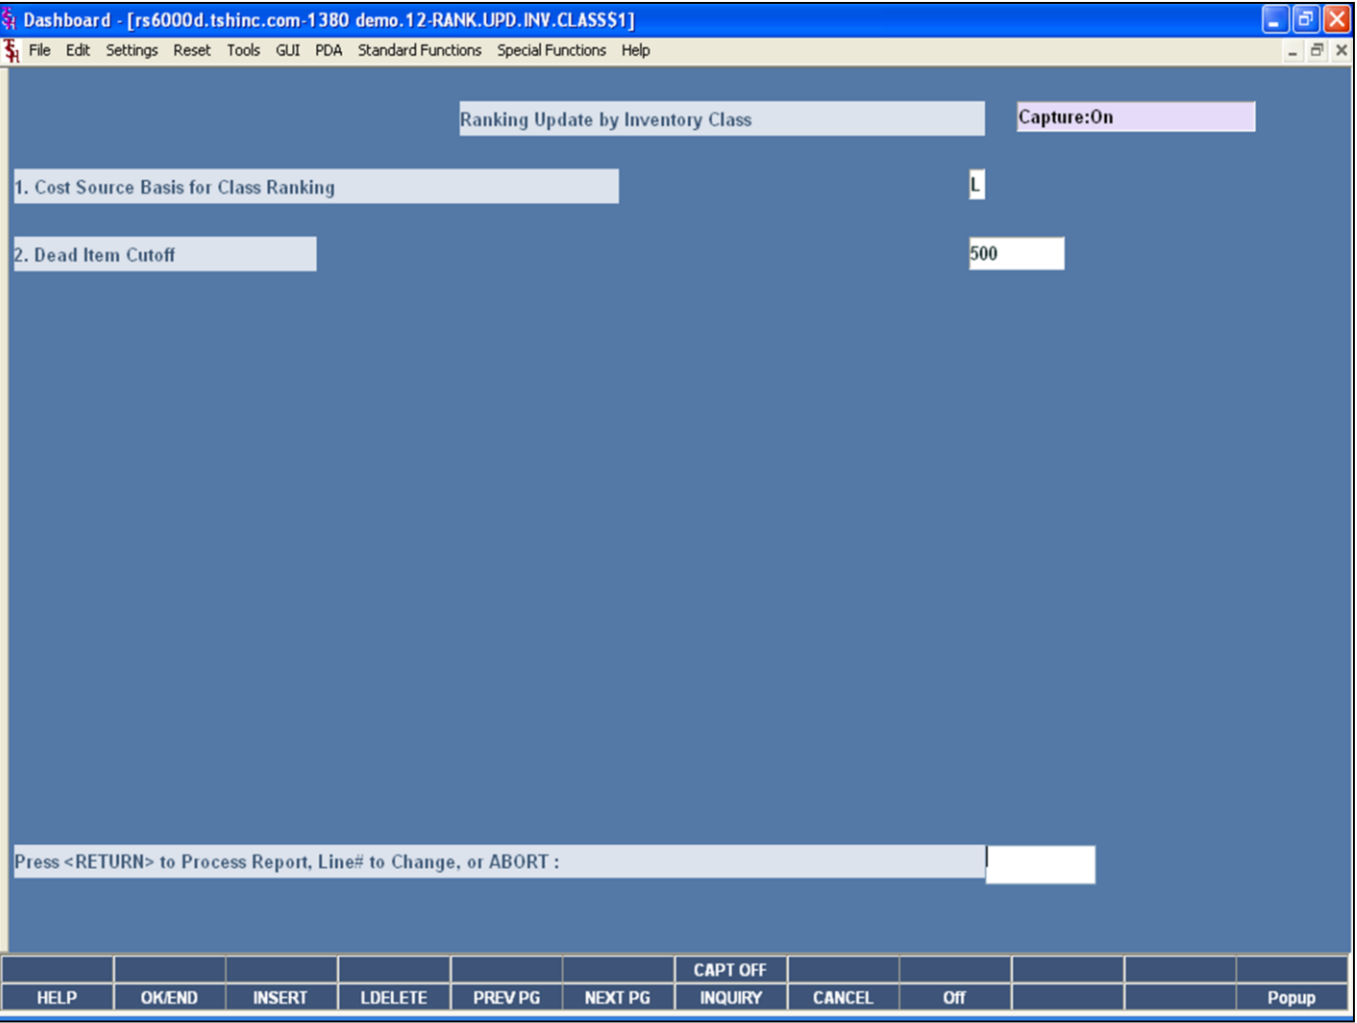 Dashboard - [rs6000d.tshinc.com-1380 demo.12-RANK.UPD.INV.CLASS$1]
File Edit Settings Reset Tools GUI PDA Standard Functions Special Functions Help
Ranking Update by Inventory Class Capture:On
1. Cost Source Basis for Class Ranking L
2. Dead Item Cutoff 500
Press <RETURN> to Process Report, Line# to Change, or ABORT :
CAPT OFF
HELP OK/END INSERT LDELETE PREV PG NEXT PG INQUIRY CANCEL Off Popup